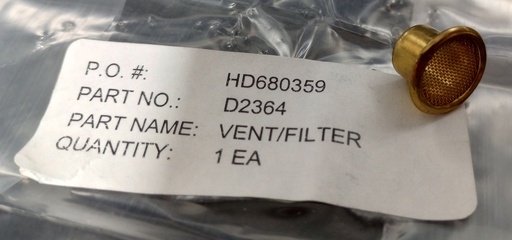 P.O. #: HD680359
PART NO.: D2364
PART NAME: VENT/FILTER
QUANTITY: 1 EA